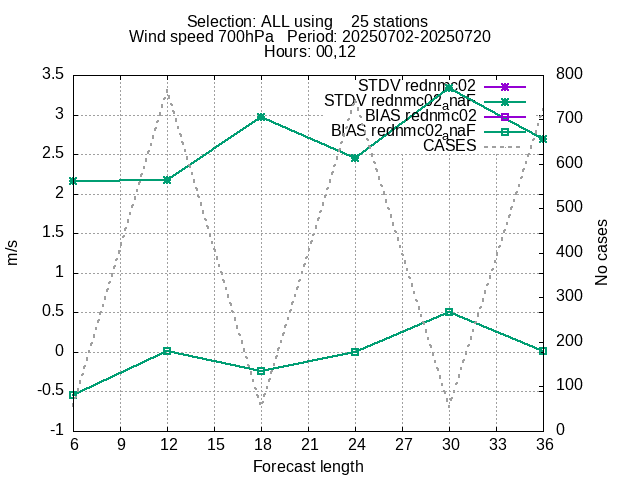 Selection: ALL using    25 stations
Wind speed 700hPa   Period: 20250702-20250720
Hours: 00,12
3.5
3
2.5
2
1.5
1
0.5
0
-0.5
-1
m/s
800
700
600
500
400
300
200
100
0
No cases
STDV rednmc02
STDV rednmc02anaF
BIAS rednmc02
BIAS rednmc02anaF
CASES
6 9 12 15 18 21 24 27 30 33 36
Forecast length